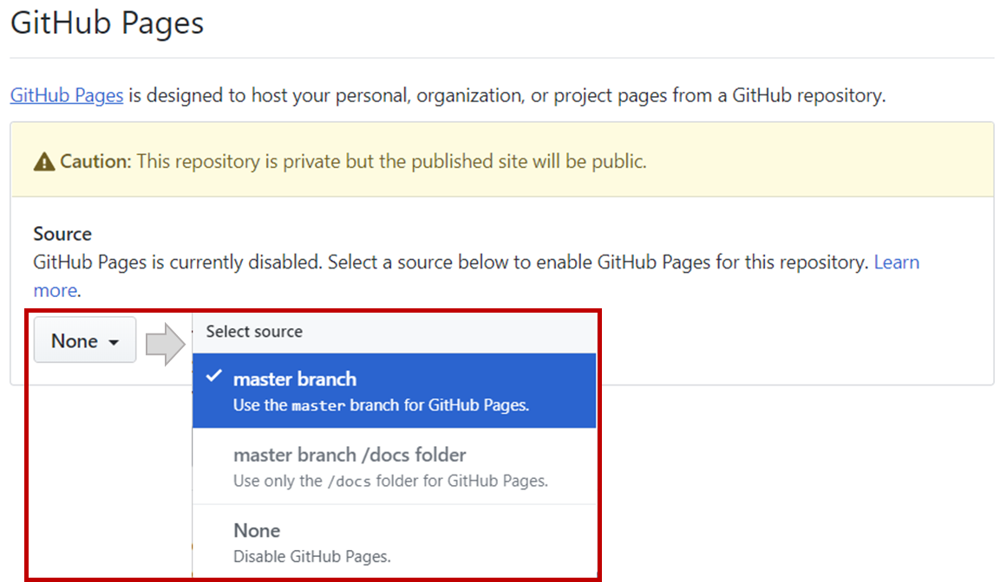 GitHub Pages
GitHub Pages is designed to host your personal, organization, or project pages from a GitHub repository.
Caution: This repository is private but the published site will be public.
Source
GitHub Pages is currently disabled. Select a source below to enable GitHub Pages for this repository. Learn
more.
None
Select source
master branch
Use the master branch for GitHub Pages.
master branch /docs folder
Use only the /docs folder for GitHub Pages.
None
Disable GitHub Pages.